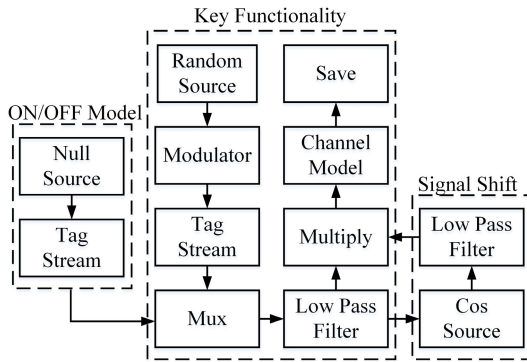 Key Functionality
Random
Source
Save
ON/OFF Model
Null
Source
Modulator
Channel
Model
Signal Shift
Tag
Stream
Tag
Stream
Multiply
Low Pass
Filter
Mux
Low Pass
Filter
Cos
Source